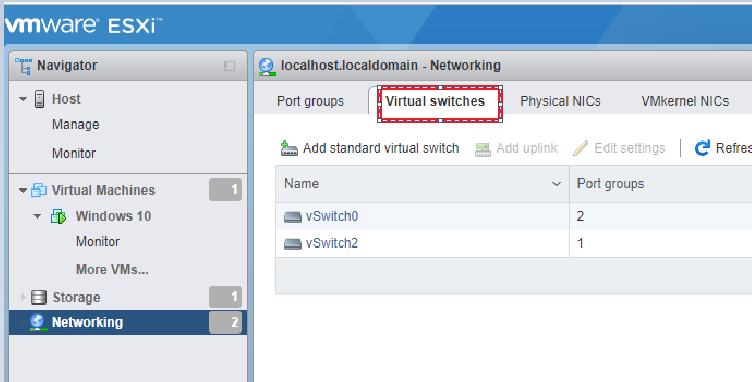 vmware® ESXi™
Navigator
Host
Manage
Monitor
Virtual Machines 1
Windows 10
Monitor
More VMs...
Storage 1
Networking 2
localhost.localdomain - Networking
Port groups Virtual switches Physical NICs VMkernel NICs
Add standard virtual switch Add uplink Edit settings Refres
Name Port groups
vSwitch0 2
vSwitch2 1